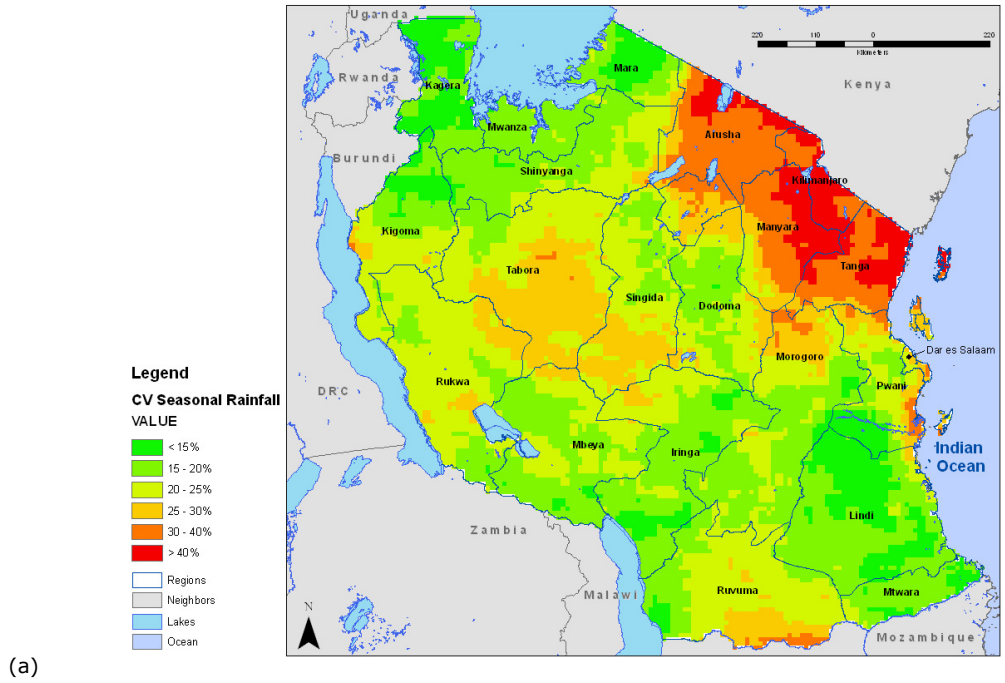 Uganda
Rwanda
Burundi
DRC
Zambia
Malawi
Mozambique
Kenya
220 110 0 220
Kilometers
Kagera
Mara
Mwanza
Shinyanga
Arusha
Kilimanjaro
Manyara
Tanga
Kigoma
Tabora
Singida
Dodoma
Morogoro
Dar es Salaam
Pwani
Rukwa
Mbeya
Iringa
Indian
Ocean
Lindi
Ruvuma
Mtwara
N
Legend
CV Seasonal Rainfall
VALUE
< 15%
15 - 20%
20 - 25%
25 - 30%
30 - 40%
> 40%
Regions
Neighbors
Lakes
Ocean
(a)